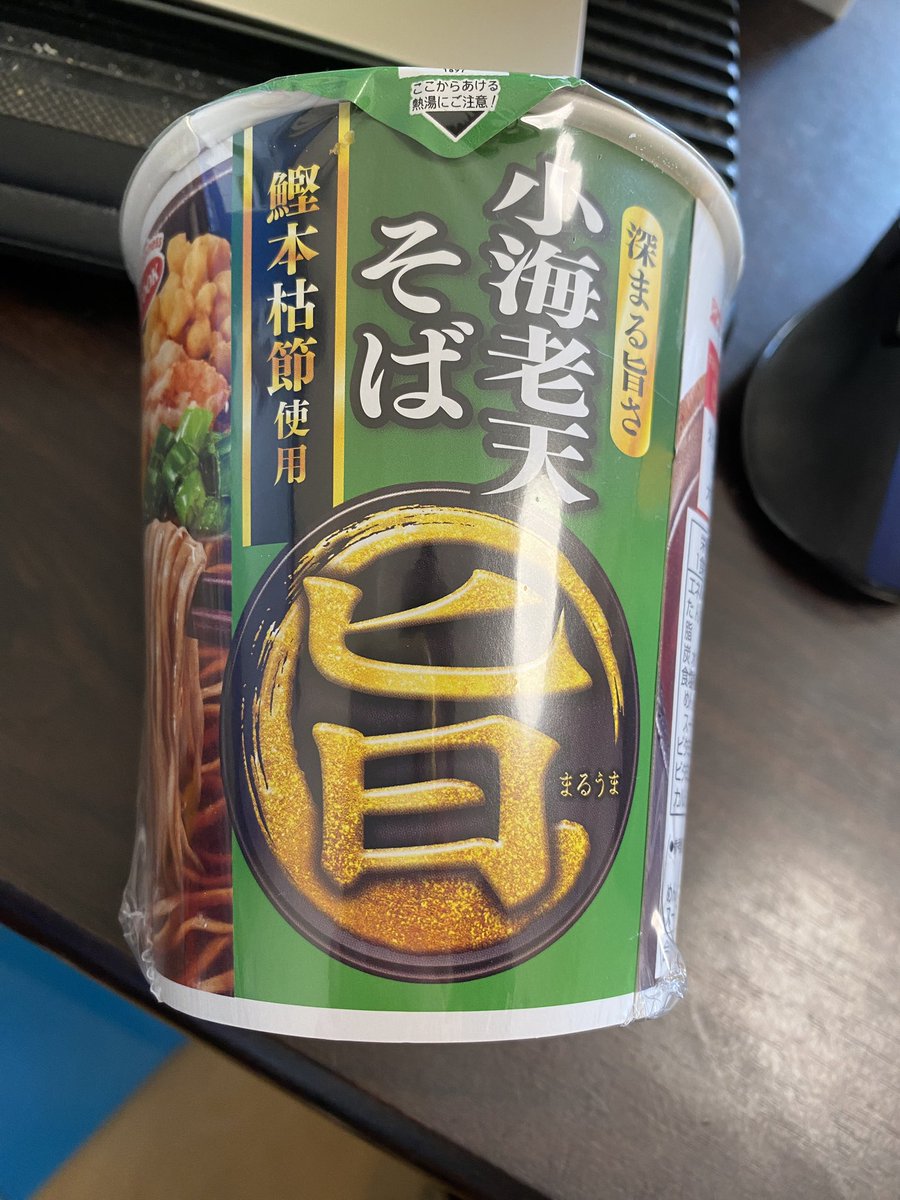 ここからあける
熱湯にご注意!
深まる旨さ
小海老天
そば
鰹本枯節使用
旨
まるうま